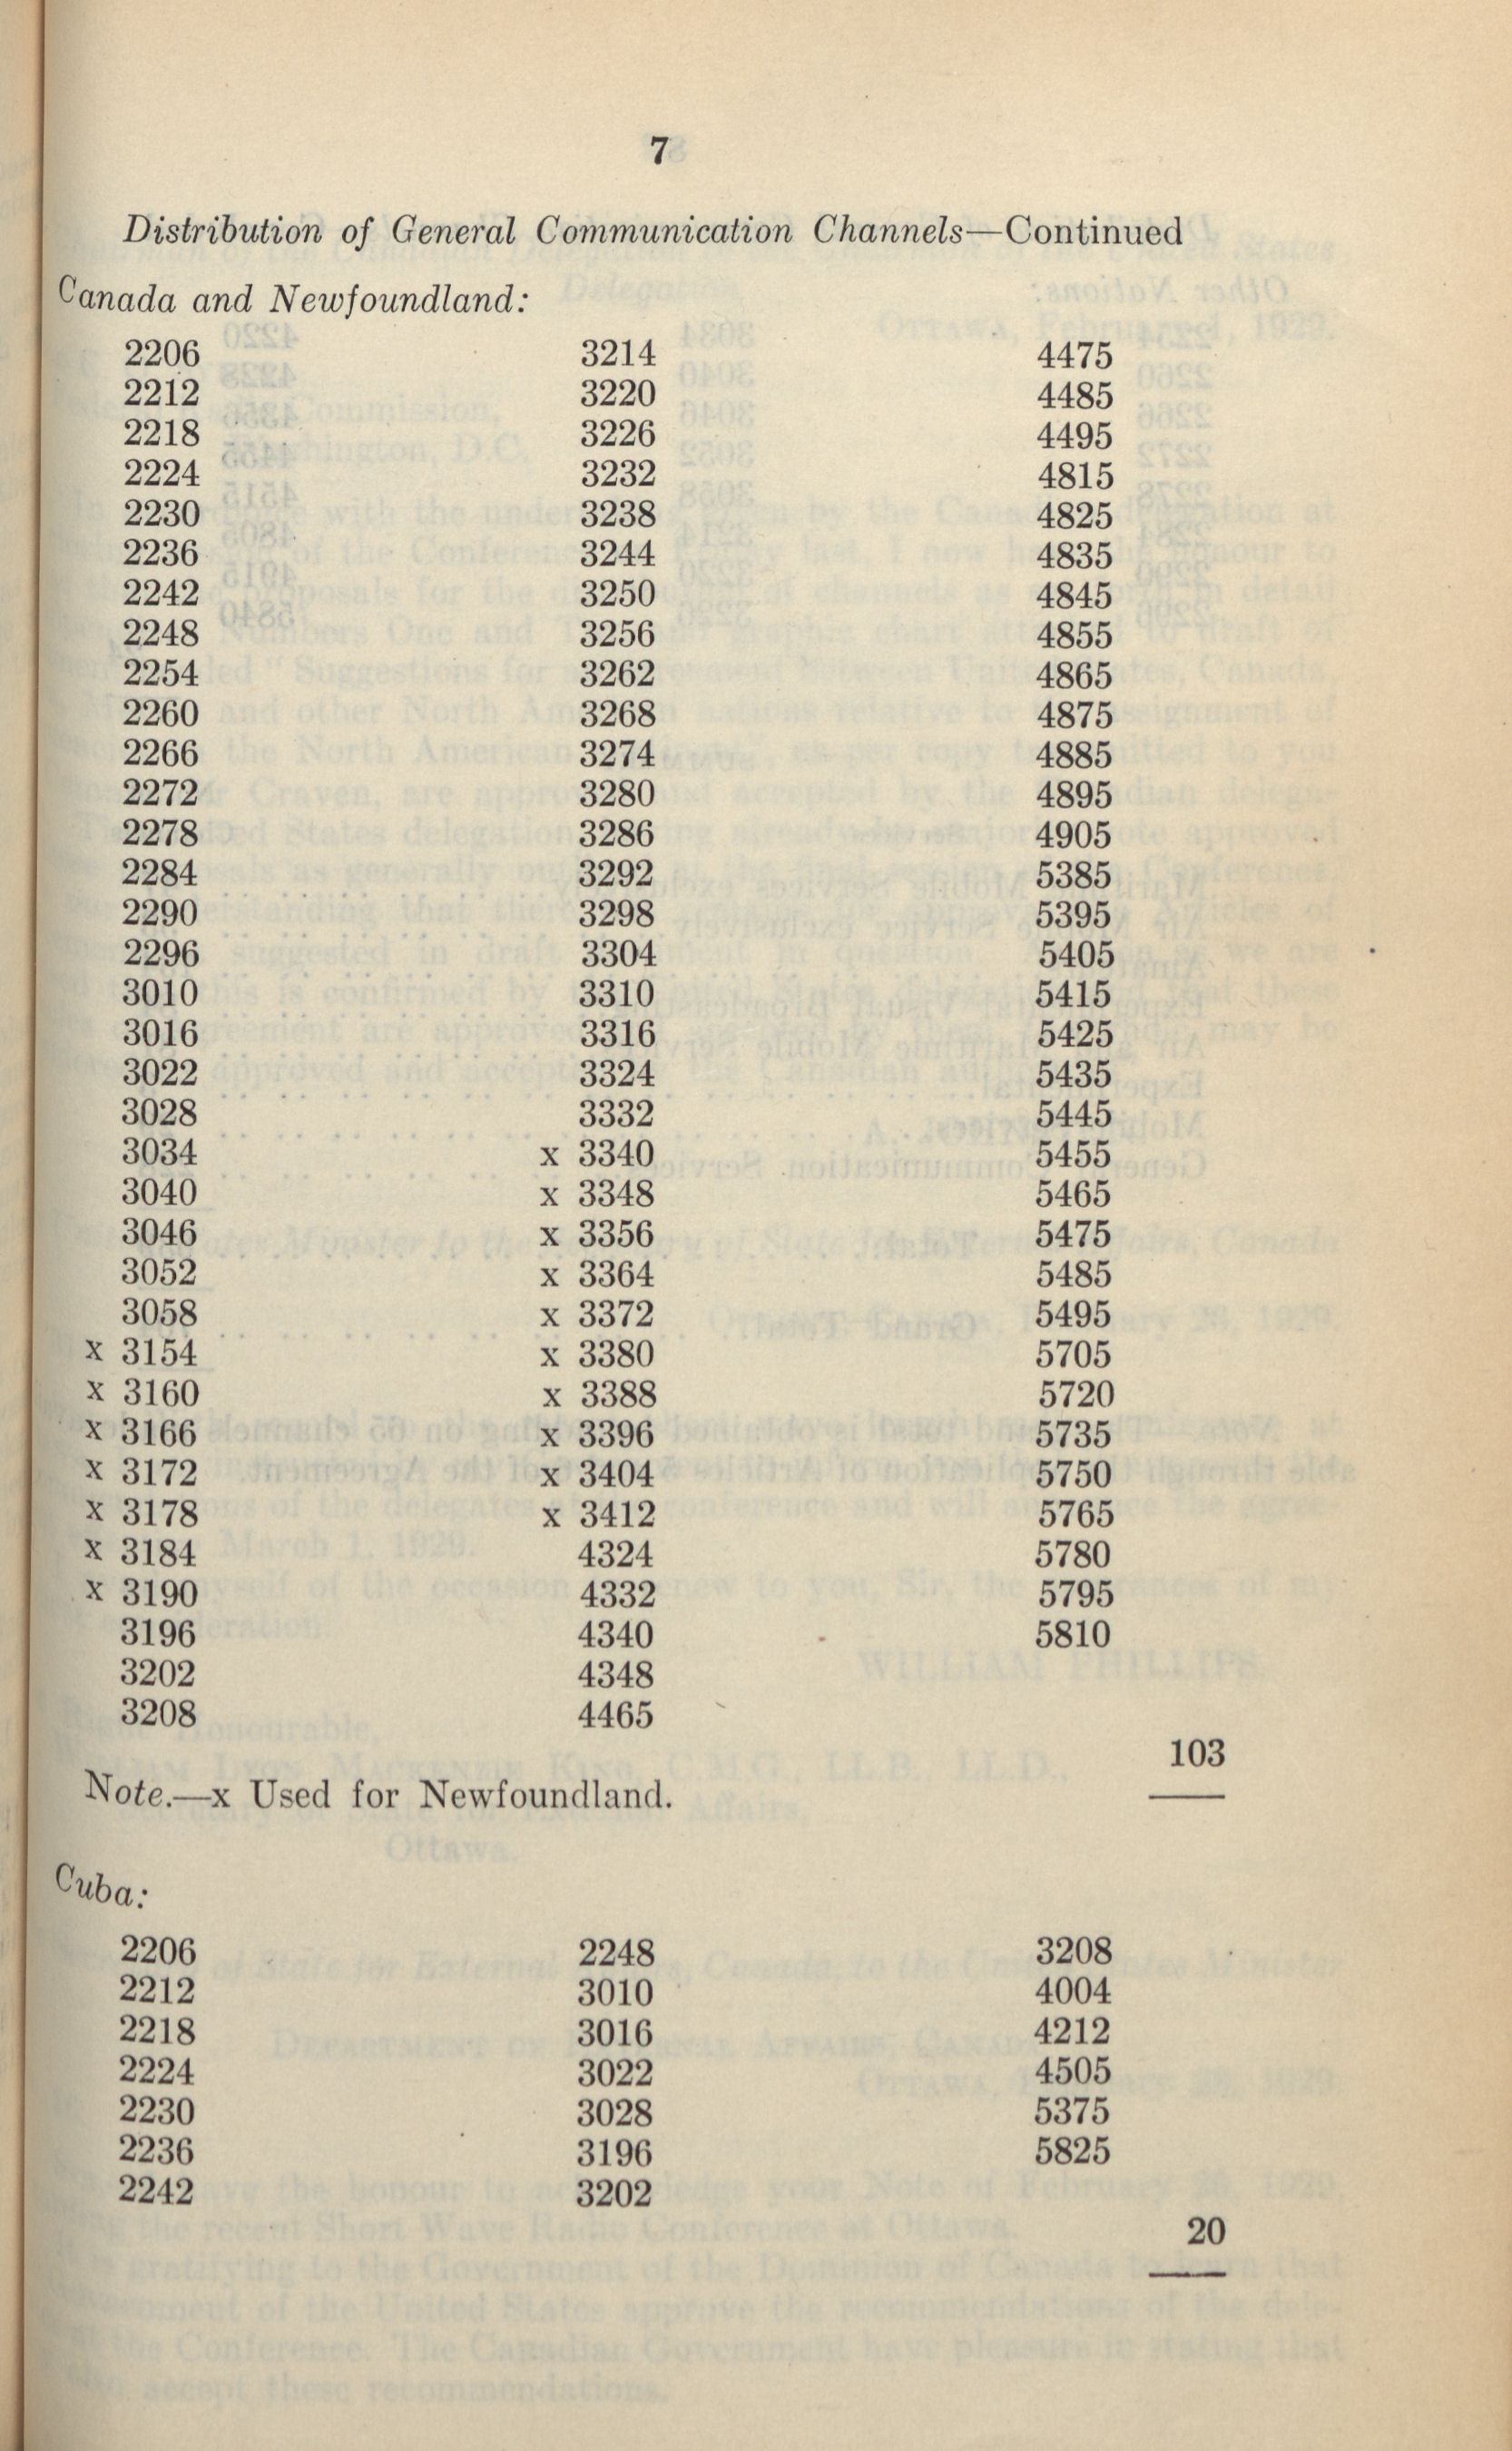 7
Distribution of General Communication Channels—Continued
Canada and Newfoundland:
2206 3214 4475
2212 3220 4485
2218 3226 4495
2224 3232 4815
2230 3238 4825
2236 3244 4835
2242 3250 4845
2248 3256 4855
2254 3262 4865
2260 3268 4875
2266 3274 4885
2272 3280 4895
2278 3286 4905
2284 3292 5385
2290 3298 5395
2296 3304 5405
3010 3310 5415
3016 3316 5425
3022 3324 5435
3028 3332 5445
3034 x 3340 5455
3040 x 3348 5465
3046 x 3356 5475
3052 x 3364 5485
3058 x 3372 5495
x 3154 x 3380 5705
x 3160 x 3388 5720
x 3166 x 3396 5735
x 3172 x 3404 5750
x 3178 x 3412 5765
x 3184 4324 5780
x 3190 4332 5795
3196 4340 5810
3202 4348
3208 4465
103
Note.—x Used for Newfoundland.
Cuba:
2206 2248 3208
2212 3010 4004
2218 3016 4212
2224 3022 4505
2230 3028 5375
2236 3196 5825
2242 3202
20